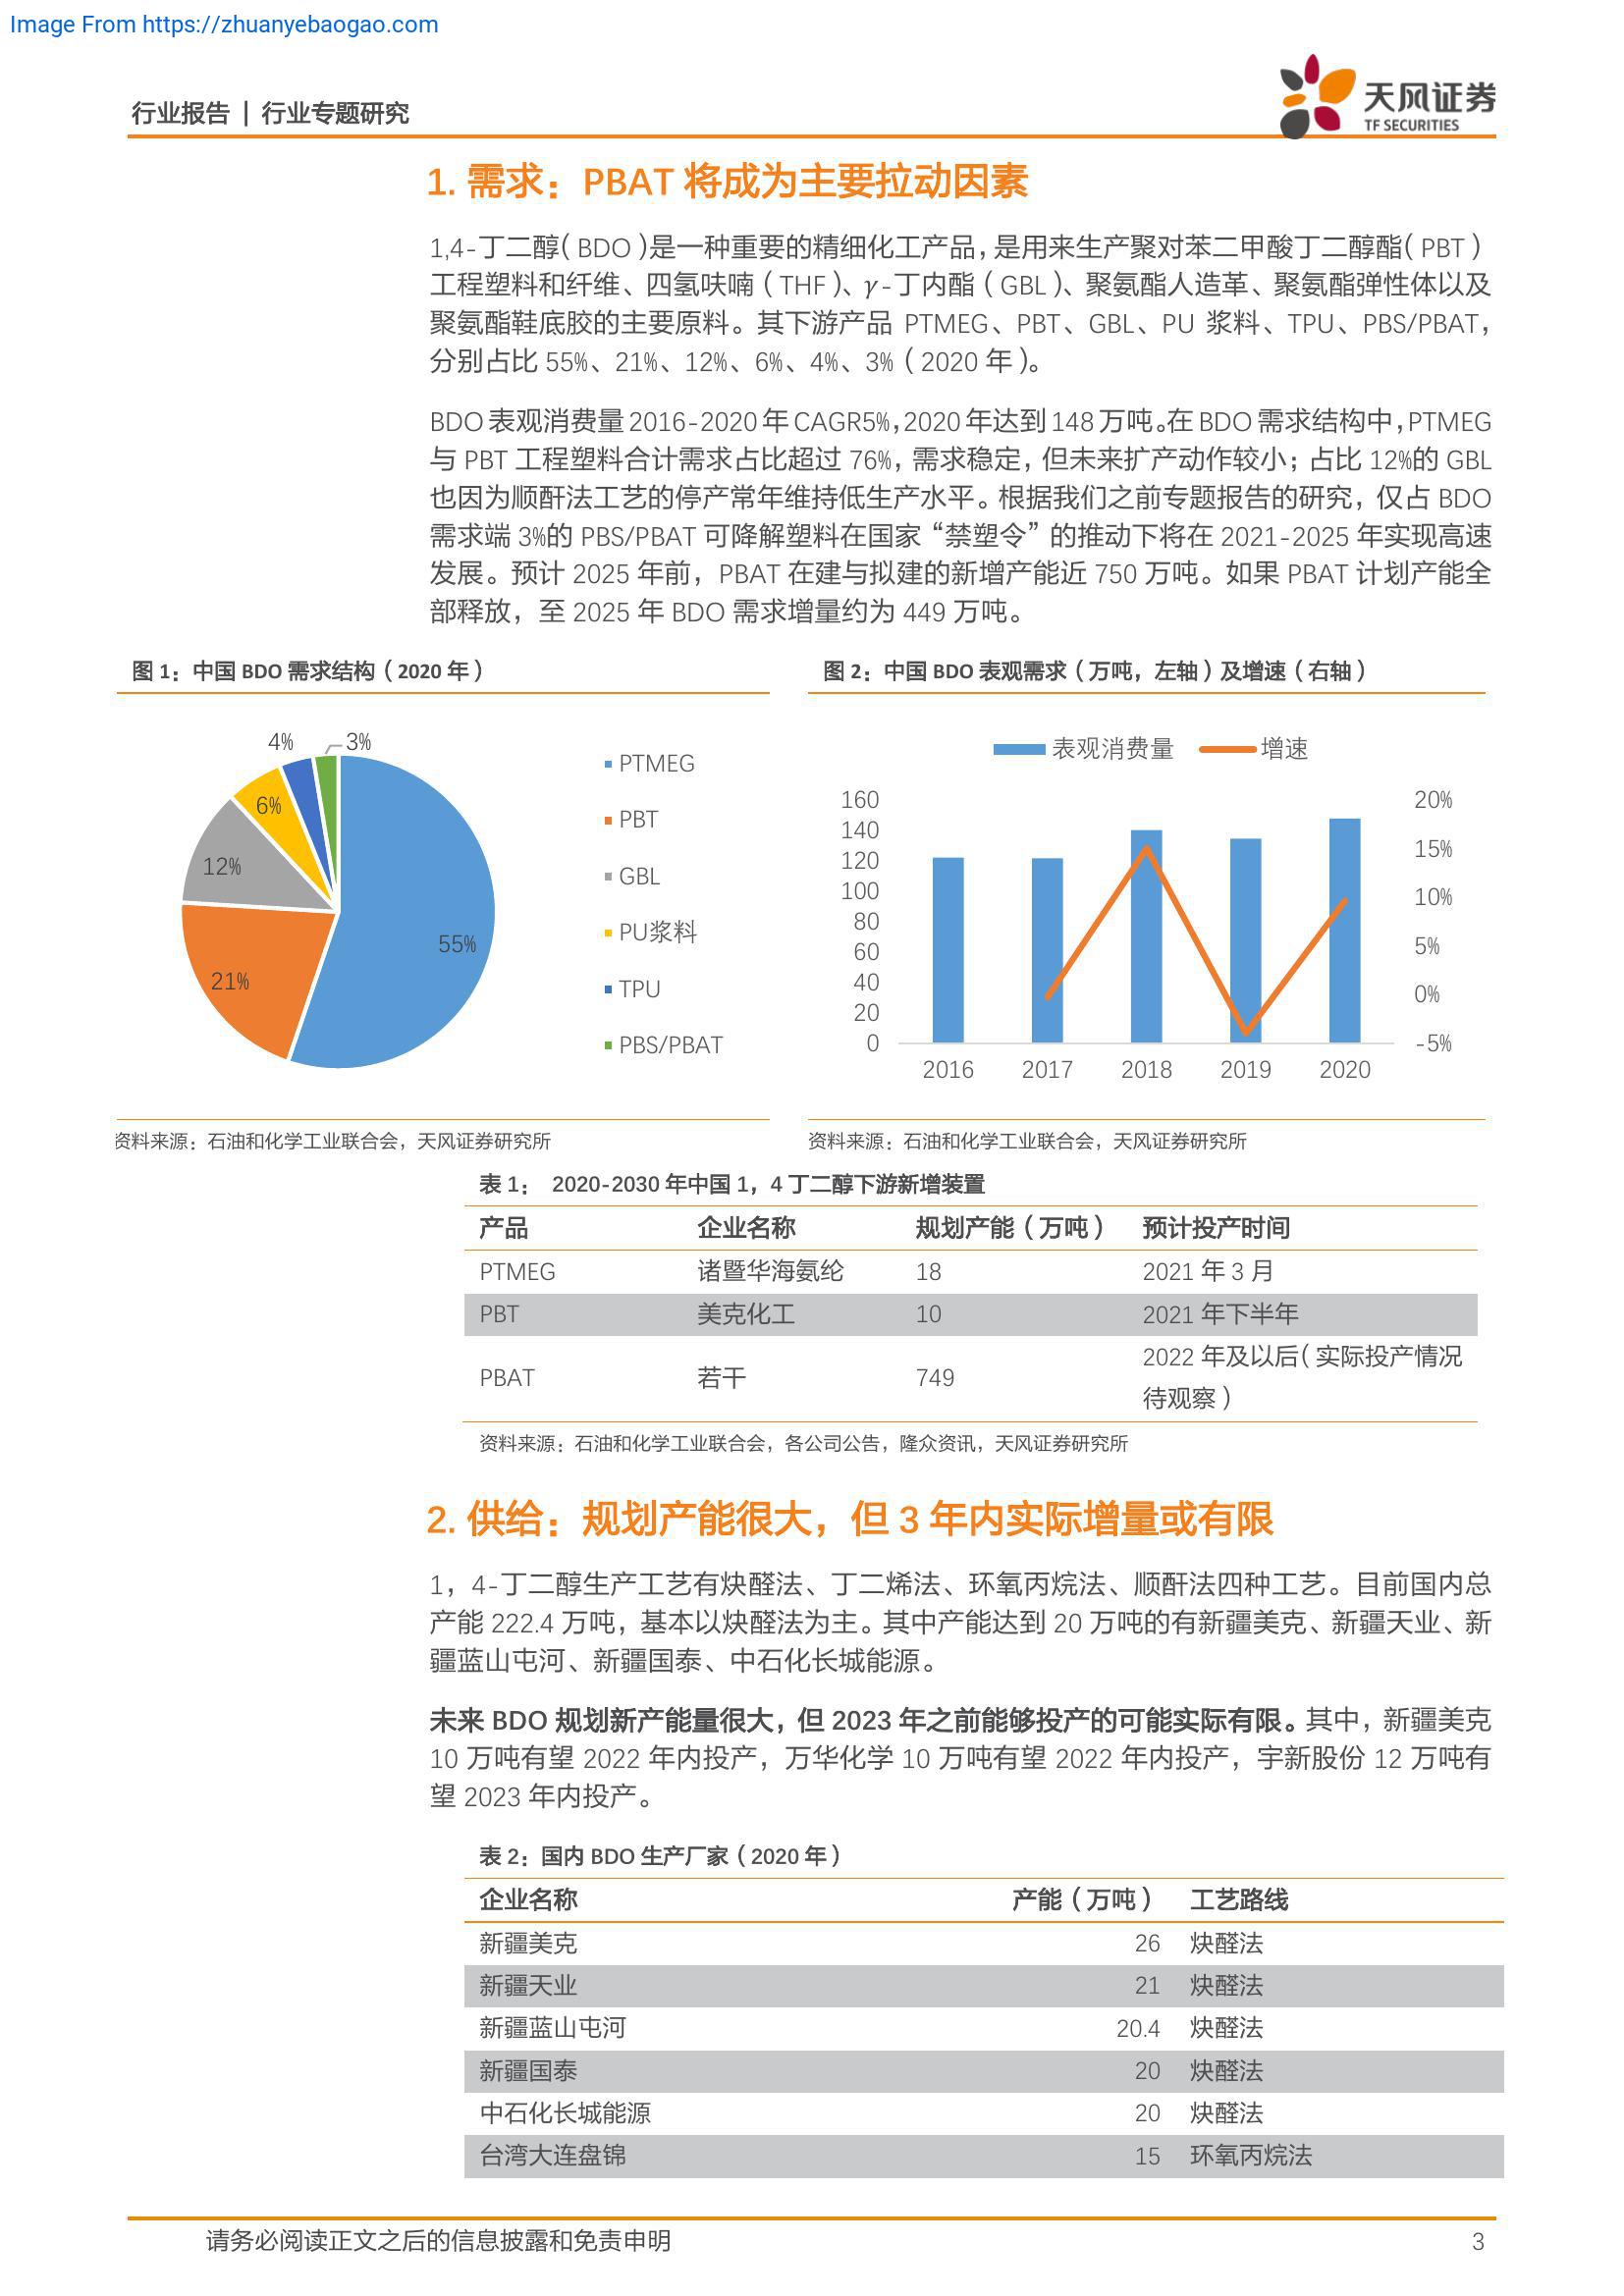 Image From https://zhuanyebaogao.com
行业报告 | 行业专题研究
天风证券
TF SECURITIES
1. 需求：PBAT 将成为主要拉动因素
1,4-丁二醇（BDO）是一种重要的精细化工产品，是用来生产聚对苯二甲酸丁二醇酯（PBT）
工程塑料和纤维、四氢呋喃（THF）、γ-丁内酯（GBL）、聚氨酯人造革、聚氨酯弹性体以及
聚氨酯鞋底胶的主要原料。其下游产品 PTMEG、PBT、GBL、PU 浆料、TPU、PBS/PBAT，
分别占比 55%、21%、12%、6%、4%、3%（2020 年）。
BDO 表观消费量 2016-2020 年 CAGR5%，2020 年达到 148 万吨。在 BDO 需求结构中，PTMEG
与 PBT 工程塑料合计需求占比超过 76%，需求稳定，但未来扩产动作较小；占比 12%的 GBL
也因为顺酐法工艺的停产常年维持低生产水平。根据我们之前专题报告的研究，仅占 BDO
需求端 3%的 PBS/PBAT 可降解塑料在国家“禁塑令”的推动下将在 2021-2025 年实现高速
发展。预计 2025 年前，PBAT 在建与拟建的新增产能近 750 万吨。如果 PBAT 计划产能全
部释放，至 2025 年 BDO 需求增量约为 449 万吨。
图 1：中国 BDO 需求结构（2020 年）
4%
3%
6%
12%
21%
55%
PTMEG
PBT
GBL
PU浆料
TPU
PBS/PBAT
资料来源：石油和化学工业联合会，天风证券研究所
图 2：中国 BDO 表观需求（万吨，左轴）及增速（右轴）
表观消费量 增速
160
140
120
100
80
60
40
20
0
20%
15%
10%
5%
0%
-5%
2016 2017 2018 2019 2020
资料来源：石油和化学工业联合会，天风证券研究所
表 1： 2020-2030 年中国 1，4 丁二醇下游新增装置
产品 企业名称 规划产能（万吨） 预计投产时间
PTMEG 诸暨华海氨纶 18 2021 年 3 月
PBT 美克化工 10 2021 年下半年
PBAT 若干 749 2022 年及以后（实际投产情况
待观察）
资料来源：石油和化学工业联合会，各公司公告，隆众资讯，天风证券研究所
2. 供给：规划产能很大，但 3 年内实际增量或有限
1，4-丁二醇生产工艺有炔醛法、丁二烯法、环氧丙烷法、顺酐法四种工艺。目前国内总
产能 222.4 万吨，基本以炔醛法为主。其中产能达到 20 万吨的有新疆美克、新疆天业、新
疆蓝山屯河、新疆国泰、中石化长城能源。
未来 BDO 规划新产能量很大，但 2023 年之前能够投产的可能实际有限。其中，新疆美克
10 万吨有望 2022 年内投产，万华化学 10 万吨有望 2022 年内投产，宇新股份 12 万吨有
望 2023 年内投产。
表 2：国内 BDO 生产厂家（2020 年）
企业名称 产能（万吨） 工艺路线
新疆美克 26 炔醛法
新疆天业 21 炔醛法
新疆蓝山屯河 20.4 炔醛法
新疆国泰 20 炔醛法
中石化长城能源 20 炔醛法
台湾大连盘锦 15 环氧丙烷法
请务必阅读正文之后的信息披露和免责申明 3